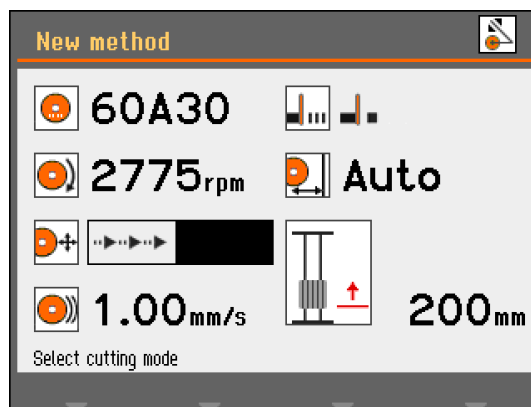 New method
60A30
2775rpm
Auto
1.00mm/s
200mm
Select cutting mode